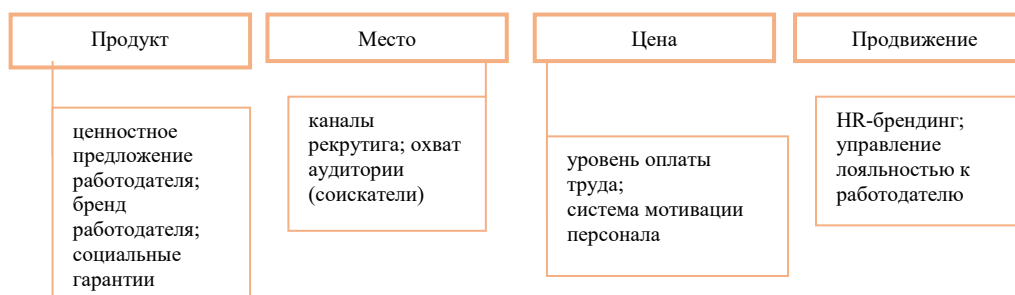 Продукт
ценностное
предложение
работодателя;
бренд
работодателя;
социальные
гарантии
Место
каналы
рекрутига; охват
аудитории
(соискатели)
Цена
уровень оплаты
труда;
система мотивации
персонала
Продвижение
HR-брендинг;
управление
лояльностью к
работодателю